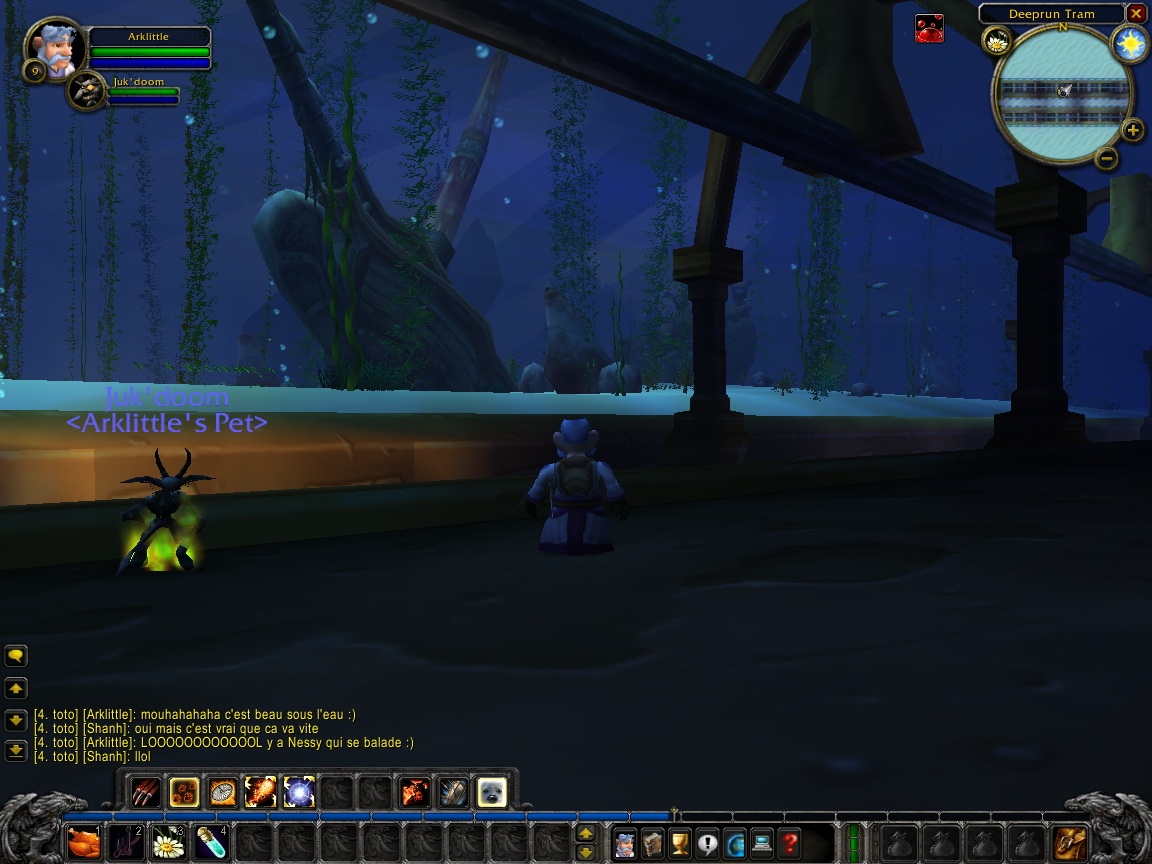 Arklittle
9
Juk'doom
Deeprun Tram
N
Juk'doom
<Arklittle's Pet>
[4. toto] [Arklittle]: mouhahahaha c'est beau sous l'eau :)
[4. toto] [Shanh]: oui mais c'est vrai que ca va vite
[4. toto] [Arklittle]: LOOOOOOOOOOOOL y a Nessy qui se balade :)
[4. toto] [Shanh]: llol
2
3
4